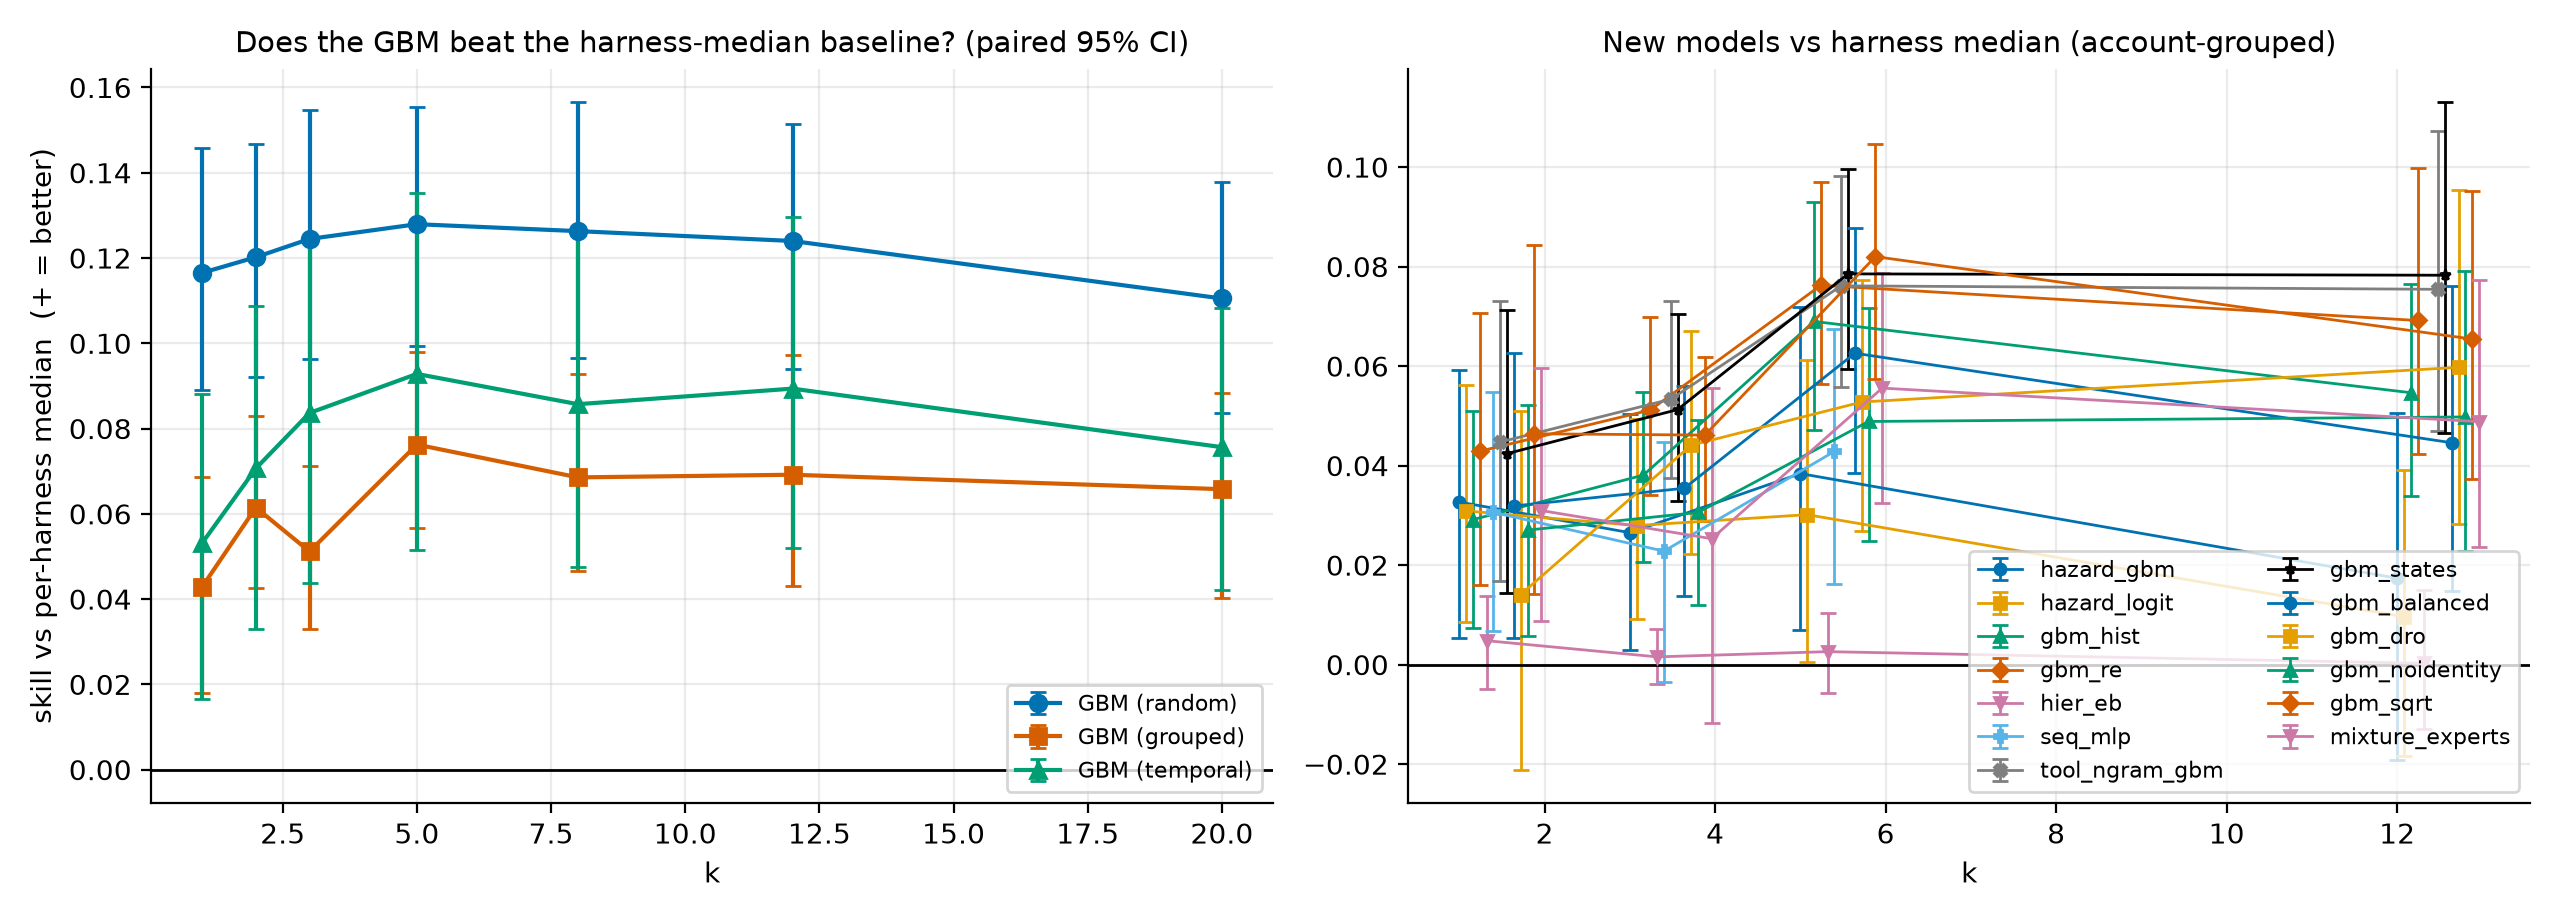 Does the GBM beat the harness-median baseline? (paired 95% CI)
skill vs per-harness median  (+ = better)
0.16
0.14
0.12
0.10
0.08
0.06
0.04
0.02
0.00
2.5
5.0
7.5
10.0
12.5
15.0
17.5
20.0
k
GBM (random)
GBM (grouped)
GBM (temporal)
New models vs harness median (account-grouped)
0.10
0.08
0.06
0.04
0.02
0.00
−0.02
2
4
6
8
10
12
k
hazard_gbm
hazard_logit
gbm_hist
gbm_re
hier_eb
seq_mlp
tool_ngram_gbm
gbm_states
gbm_balanced
gbm_dro
gbm_noidentity
gbm_sqrt
mixture_experts